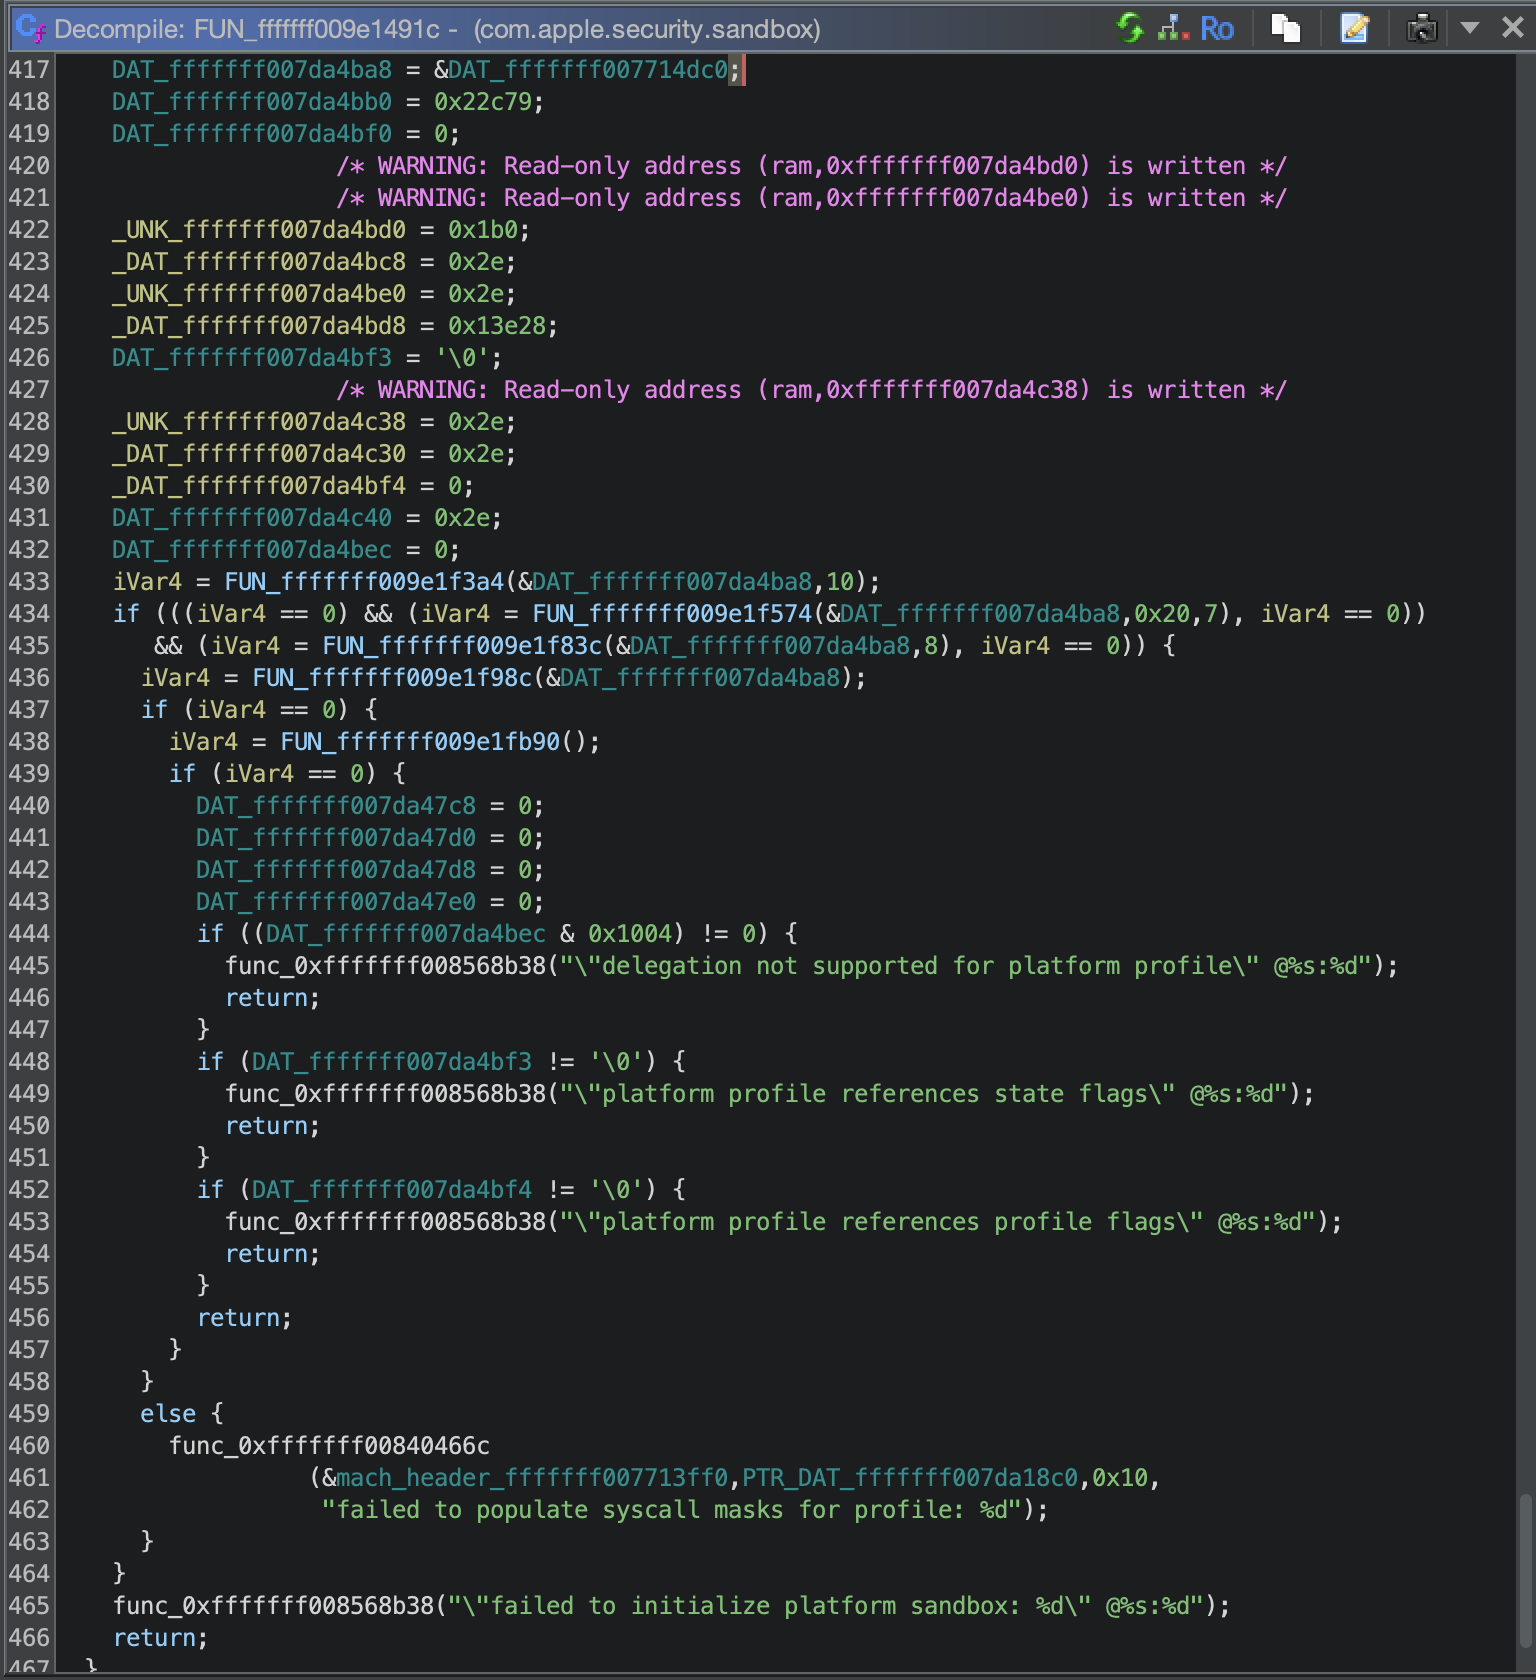 Decompile: FUN_fffffff009e1491c - (com.apple.security.sandbox) Ro
417 DAT_fffffff007da4ba8 = &DAT_fffffff007714dc0;
418 DAT_fffffff007da4bb0 = 0x22c79;
419 DAT_fffffff007da4bf0 = 0;
420 /* WARNING: Read-only address (ram,0xfffffff007da4bd0) is written */
421 /* WARNING: Read-only address (ram,0xfffffff007da4be0) is written */
422 _UNK_fffffff007da4bd0 = 0x1b0;
423 _DAT_fffffff007da4bc8 = 0x2e;
424 _UNK_fffffff007da4be0 = 0x2e;
425 _DAT_fffffff007da4bd8 = 0x13e28;
426 DAT_fffffff007da4bf3 = '\0';
427 /* WARNING: Read-only address (ram,0xfffffff007da4c38) is written */
428 _UNK_fffffff007da4c38 = 0x2e;
429 _DAT_fffffff007da4c30 = 0x2e;
430 _DAT_fffffff007da4bf4 = 0;
431 DAT_fffffff007da4c40 = 0x2e;
432 DAT_fffffff007da4bec = 0;
433 iVar4 = FUN_fffffff009e1f3a4(&DAT_fffffff007da4ba8,10);
434 if (((iVar4 == 0) && (iVar4 = FUN_fffffff009e1f574(&DAT_fffffff007da4ba8,0x20,7), iVar4 == 0))
435 && (iVar4 = FUN_fffffff009e1f83c(&DAT_fffffff007da4ba8,8), iVar4 == 0)) {
436 iVar4 = FUN_fffffff009e1f98c(&DAT_fffffff007da4ba8);
437 if (iVar4 == 0) {
438 iVar4 = FUN_fffffff009e1fb90();
439 if (iVar4 == 0) {
440 DAT_fffffff007da47c8 = 0;
441 DAT_fffffff007da47d0 = 0;
442 DAT_fffffff007da47d8 = 0;
443 DAT_fffffff007da47e0 = 0;
444 if ((DAT_fffffff007da4bec & 0x1004) != 0) {
445 func_0xfffffff008568b38("\"delegation not supported for platform profile\" @%s:%d");
446 return;
447 }
448 if (DAT_fffffff007da4bf3 != '\0') {
449 func_0xfffffff008568b38("\"platform profile references state flags\" @%s:%d");
450 return;
451 }
452 if (DAT_fffffff007da4bf4 != '\0') {
453 func_0xfffffff008568b38("\"platform profile references profile flags\" @%s:%d");
454 return;
455 }
456 return;
457 }
458 }
459 else {
460 func_0xfffffff00840466c
461 (&mach_header_fffffff007713ff0,PTR_DAT_fffffff007da18c0,0x10,
462 "failed to populate syscall masks for profile: %d");
463 }
464 }
465 func_0xfffffff008568b38("\"failed to initialize platform sandbox: %d\" @%s:%d");
466 return;
467 }